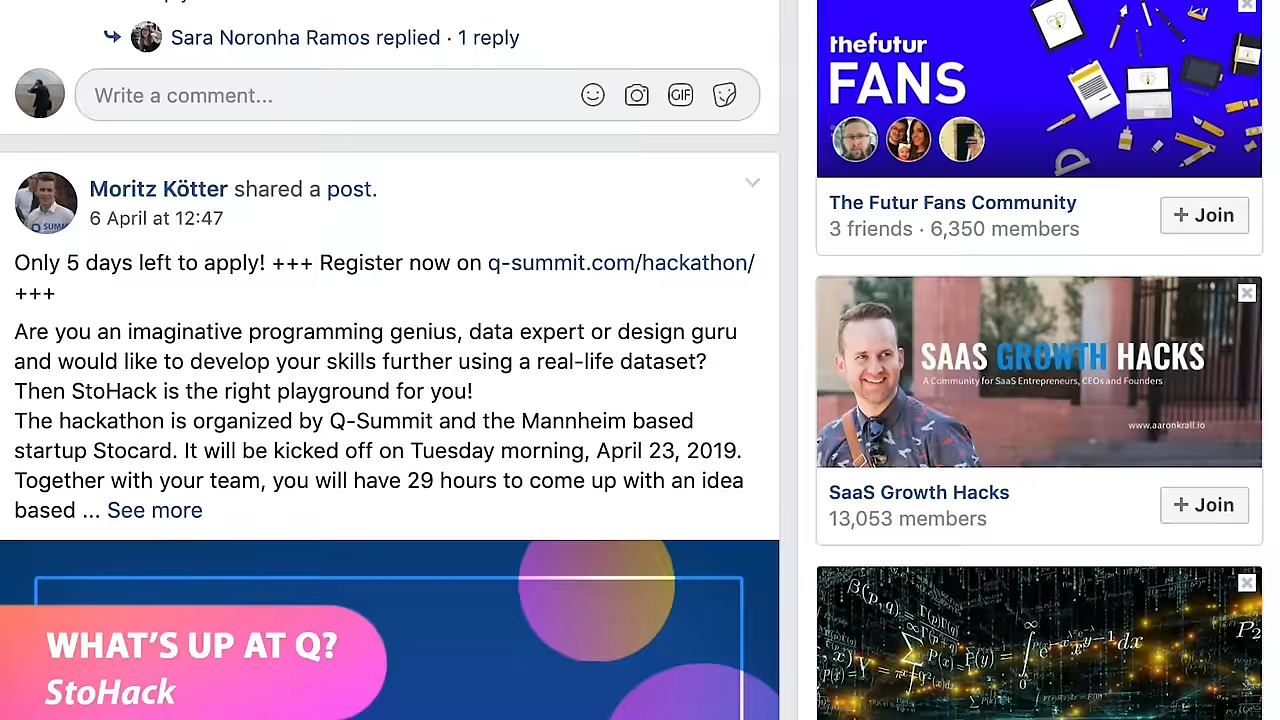 Sara Noronha Ramos replied · 1 reply
Write a comment...
GIF
Moritz Kötter shared a post.
6 April at 12:47
Only 5 days left to apply! +++ Register now on q-summit.com/hackathon/
+++
Are you an imaginative programming genius, data expert or design guru
and would like to develop your skills further using a real-life dataset?
Then StoHack is the right playground for you!
The hackathon is organized by Q-Summit and the Mannheim based
startup Stocard. It will be kicked off on Tuesday morning, April 23, 2019.
Together with your team, you will have 29 hours to come up with an idea
based ... See more
WHAT'S UP AT Q?
StoHack
thefutur
FANS
The Futur Fans Community
3 friends · 6,350 members
+ Join
SAAS GROWTH HACKS
A Community for SaaS Entrepreneurs, CEOs and Founders
www.aaronkrall.io
SaaS Growth Hacks
13,053 members
+ Join